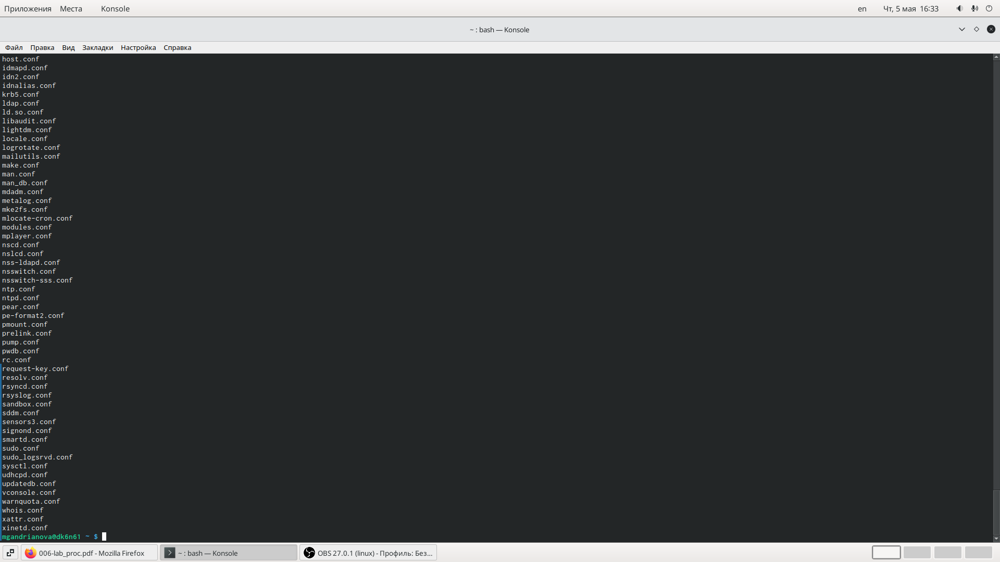 Приложения Места Konsole en Чт, 5 мая 16:33
~ : bash — Konsole
Файл Правка Вид Закладки Настройка Справка
host.conf
idmapd.conf
idn2.conf
idnalias.conf
krb5.conf
ldap.conf
ld.so.conf
libaudit.conf
lightdm.conf
locale.conf
logrotate.conf
mailutils.conf
make.conf
man.conf
man_db.conf
mdadm.conf
metalog.conf
mke2fs.conf
mlocate-cron.conf
modules.conf
mplayer.conf
nscd.conf
nslcd.conf
nss-ldapd.conf
nsswitch.conf
nsswitch-sss.conf
ntp.conf
ntpd.conf
pear.conf
pe-format2.conf
pmount.conf
prelink.conf
pump.conf
pwdb.conf
rc.conf
request-key.conf
resolv.conf
rsyncd.conf
rsyslog.conf
sandbox.conf
sddm.conf
sensors3.conf
signond.conf
smartd.conf
sudo.conf
sudo_logsrvd.conf
sysctl.conf
udhcpd.conf
updatedb.conf
vconsole.conf
warnquota.conf
whois.conf
xattr.conf
xinetd.conf
mgandrianova@dk6n61 ~ $
006-lab_proc.pdf - Mozilla Firefox ~ : bash — Konsole OBS 27.0.1 (linux) - Профиль: Без...